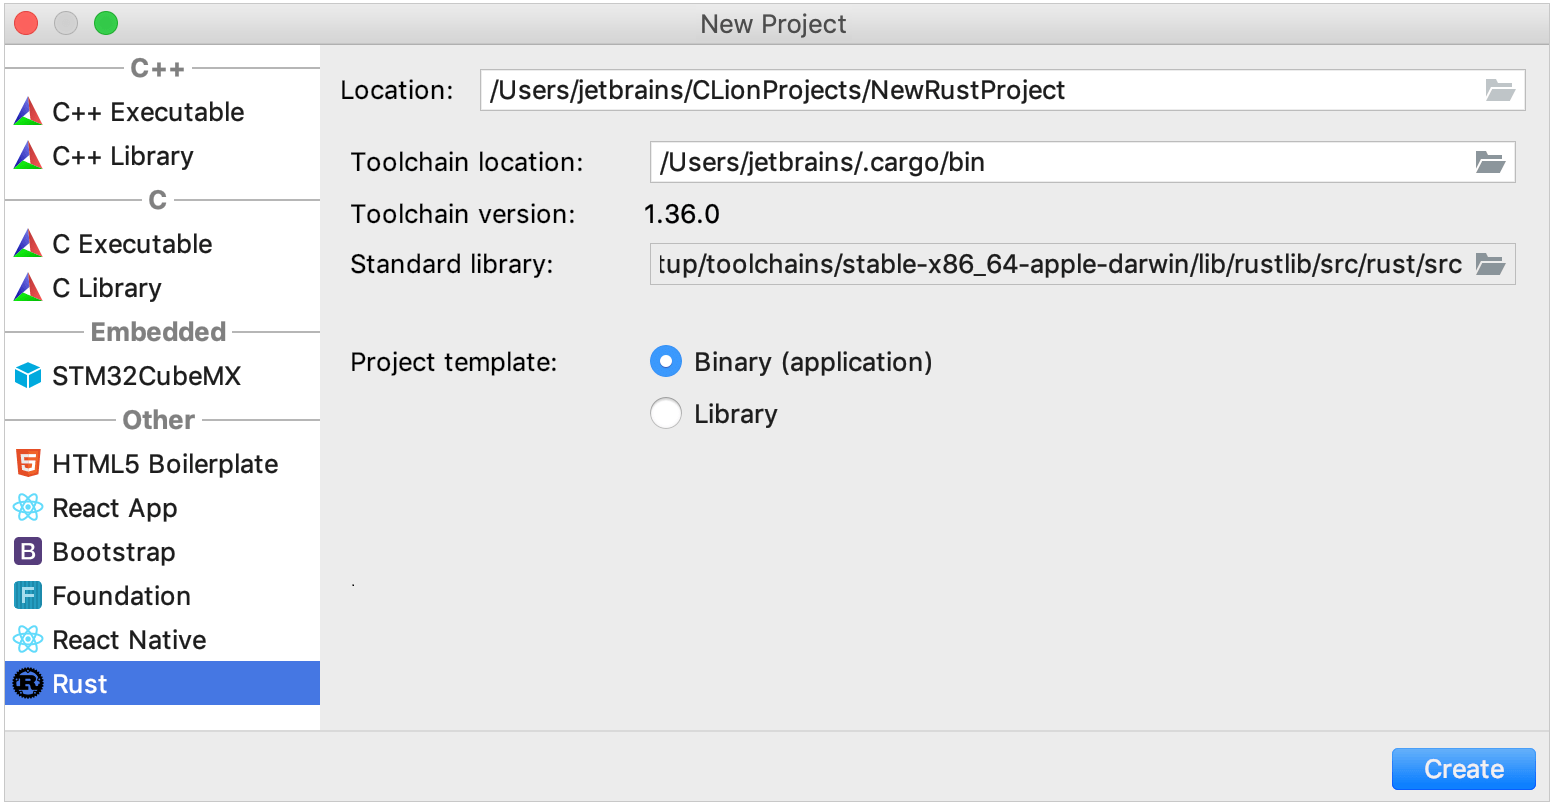 New Project
C++
C++ Executable
C++ Library
C
C Executable
C Library
Embedded
STM32CubeMX
Other
HTML5 Boilerplate
React App
B Bootstrap
F Foundation
React Native
R Rust
Location: /Users/jetbrains/CLionProjects/NewRustProject
Toolchain location: /Users/jetbrains/.cargo/bin
Toolchain version: 1.36.0
Standard library: tup/toolchains/stable-x86_64-apple-darwin/lib/rustlib/src/rust/src
Project template: Binary (application)
Library
Create